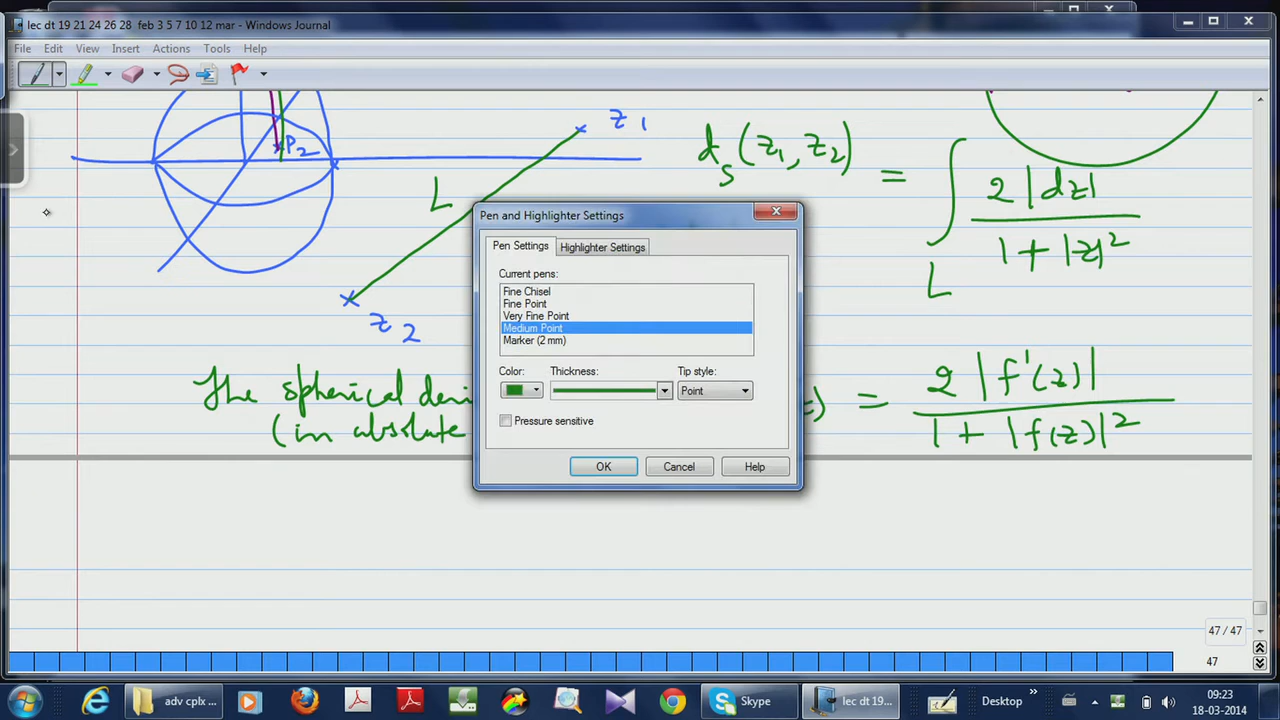 lec dt 19 21 24 26 28 feb 3 5 7 10 12 mar - Windows Journal
File Edit View Insert Actions Tools Help
P2
z1
L
z2
d_s(z1, z2) = ∫_L 2|dz| / 1 + |z|²
Pen and Highlighter Settings
Pen Settings Highlighter Settings
Current pens:
Fine Chisel
Fine Point
Very Fine Point
Medium Point
Marker (2 mm)
Color: Thickness: Tip style:
Point
Pressure sensitive
OK Cancel Help
The spherical deri
(in absolute
) = 2|f'(z)| / 1 + |f(z)|²
47 / 47
47
adv cplx ... Skype lec dt 19... Desktop
09:23
18-03-2014